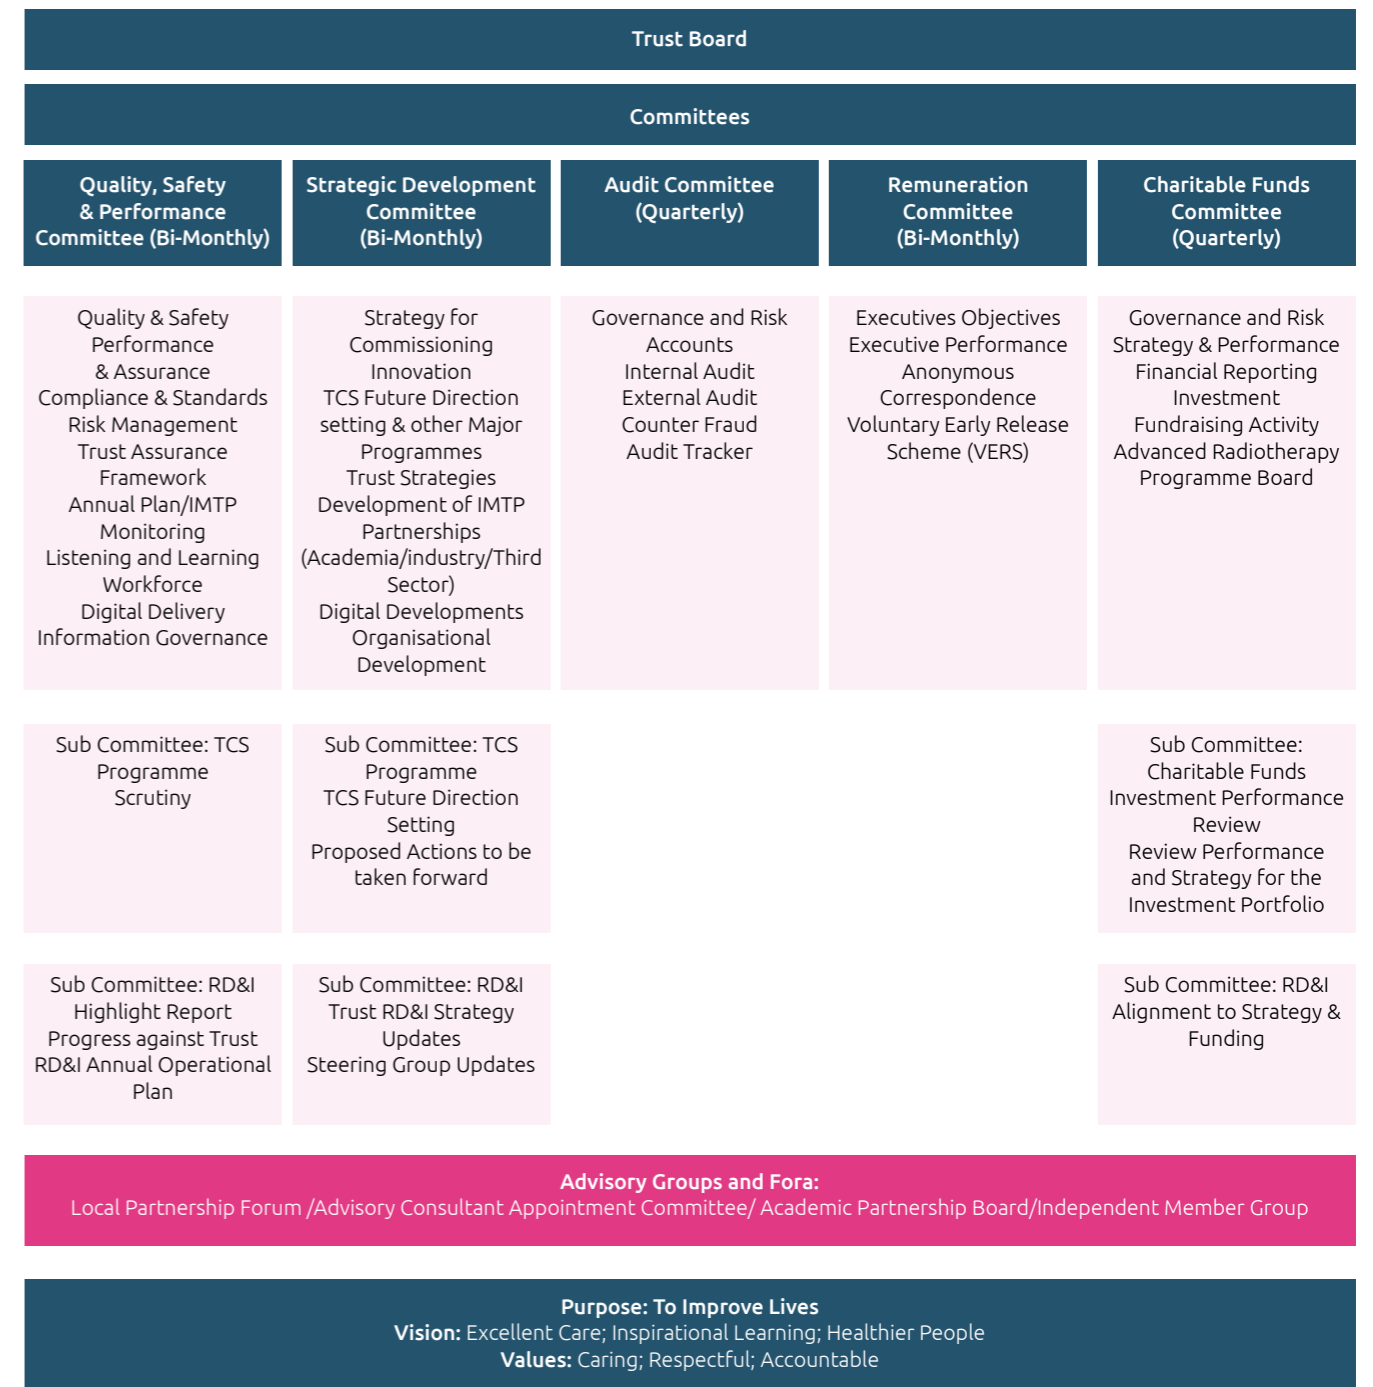 Trust Board
Committees
Quality, Safety
& Performance
Committee (Bi-Monthly)
Strategic Development
Committee
(Bi-Monthly)
Audit Committee
(Quarterly)
Remuneration
Committee
(Bi-Monthly)
Charitable Funds
Committee
(Quarterly)
Quality & Safety
Performance
& Assurance
Compliance & Standards
Risk Management
Trust Assurance
Framework
Annual Plan/IMTP
Monitoring
Listening and Learning
Workforce
Digital Delivery
Information Governance
Strategy for
Commissioning
Innovation
TCS Future Direction
setting & other Major
Programmes
Trust Strategies
Development of IMTP
Partnerships
(Academia/industry/Third
Sector)
Digital Developments
Organisational
Development
Governance and Risk
Accounts
Internal Audit
External Audit
Counter Fraud
Audit Tracker
Executives Objectives
Executive Performance
Anonymous
Correspondence
Voluntary Early Release
Scheme (VERS)
Governance and Risk
Strategy & Performance
Financial Reporting
Investment
Fundraising Activity
Advanced Radiotherapy
Programme Board
Sub Committee: TCS
Programme
Scrutiny
Sub Committee: TCS
Programme
TCS Future Direction
Setting
Proposed Actions to be
taken forward
Sub Committee:
Charitable Funds
Investment Performance
Review
Review Performance
and Strategy for the
Investment Portfolio
Sub Committee: RD&I
Highlight Report
Progress against Trust
RD&I Annual Operational
Plan
Sub Committee: RD&I
Trust RD&I Strategy
Updates
Steering Group Updates
Sub Committee: RD&I
Alignment to Strategy &
Funding
Advisory Groups and Fora:
Local Partnership Forum /Advisory Consultant Appointment Committee/ Academic Partnership Board/Independent Member Group
Purpose: To Improve Lives
Vision: Excellent Care; Inspirational Learning; Healthier People
Values: Caring; Respectful; Accountable